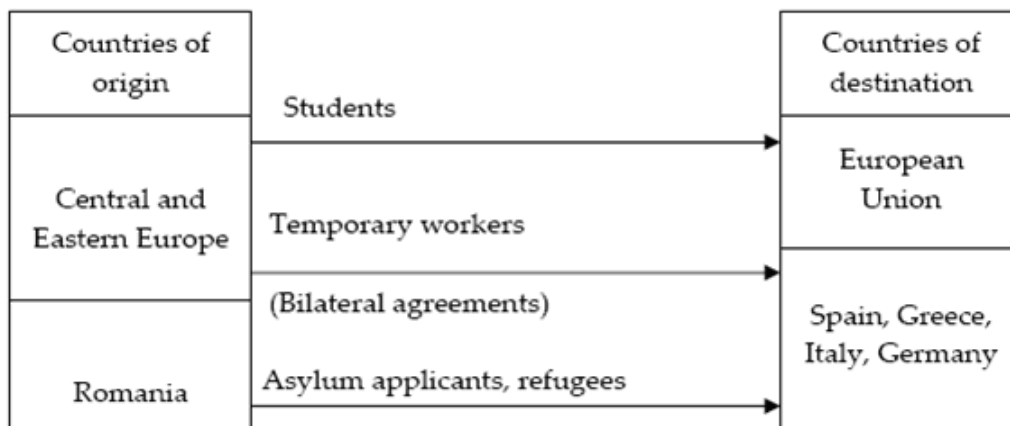 Countries of
origin
Countries of
destination
Students
European
Union
Central and
Eastern Europe
Temporary workers
(Bilateral agreements)
Spain, Greece,
Italy, Germany
Asylum applicants, refugees
Romania